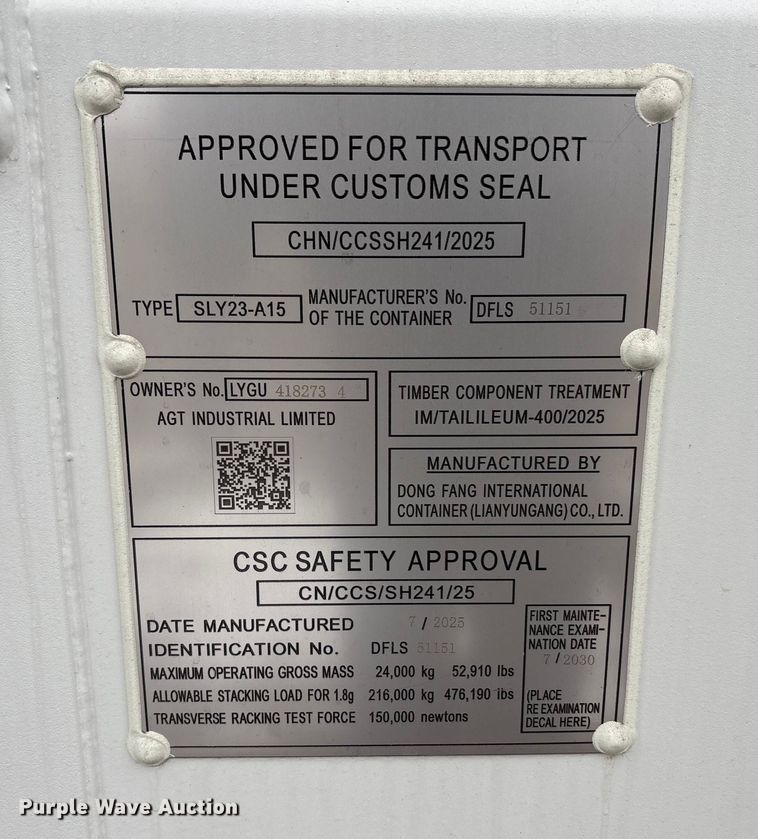 APPROVED FOR TRANSPORT
UNDER CUSTOMS SEAL
CHN/CCSSH241/2025
TYPE SLY23-A15 MANUFACTURER'S No. OF THE CONTAINER DFLS 51151
OWNER'S No. LYGU 418273 4
AGT INDUSTRIAL LIMITED
TIMBER COMPONENT TREATMENT
IM/TAILILEUM-400/2025
MANUFACTURED BY
DONG FANG INTERNATIONAL
CONTAINER (LIANYUNGANG) CO., LTD.
CSC SAFETY APPROVAL
CN/CCS/SH241/25
DATE MANUFACTURED 7 / 2025
IDENTIFICATION No. DFLS 51151
MAXIMUM OPERATING GROSS MASS 24,000 kg 52,910 lbs
ALLOWABLE STACKING LOAD FOR 1.8g 216,000 kg 476,190 lbs
TRANSVERSE RACKING TEST FORCE 150,000 newtons
FIRST MAINTE-
NANCE EXAMI-
NATION DATE
7 / 2030
(PLACE
RE EXAMINATION
DECAL HERE)
Purple Wave Auction